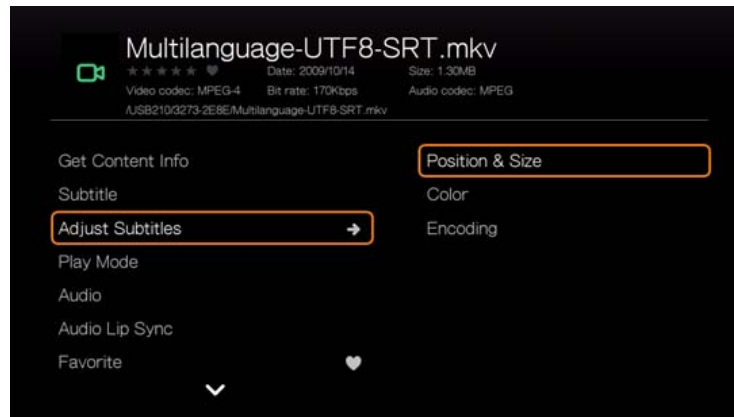 Multilanguage-UTF8-SRT.mkv
Date: 2009/10/14 Size: 1.30MB
Video codec: MPEG-4 Bit rate: 170Kbps Audio codec: MPEG
/USB210/3273-2E8E/Multilanguage-UTF8-SRT.mkv
Get Content Info
Position & Size
Subtitle
Color
Adjust Subtitles
Encoding
Play Mode
Audio
Audio Lip Sync
Favorite